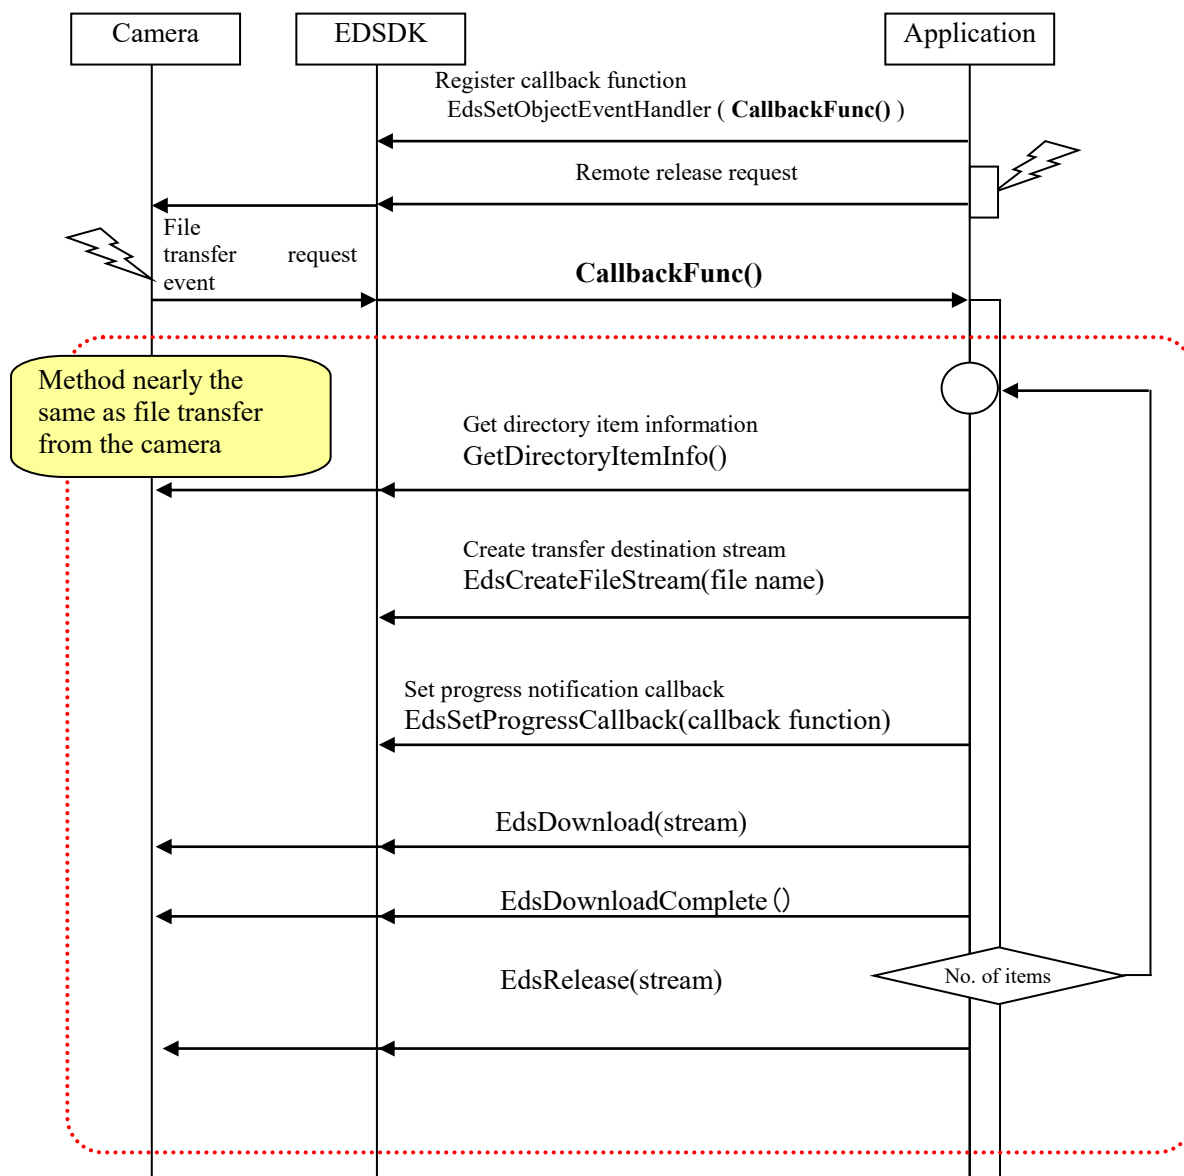 Camera
EDSDK
Application
Register callback function
EdsSetObjectEventHandler ( CallbackFunc() )
Remote release request
File
transfer request
event
CallbackFunc()
Method nearly the
same as file transfer
from the camera
Get directory item information
GetDirectoryItemInfo()
Create transfer destination stream
EdsCreateFileStream(file name)
Set progress notification callback
EdsSetProgressCallback(callback function)
EdsDownload(stream)
EdsDownloadComplete()
No. of items
EdsRelease(stream)